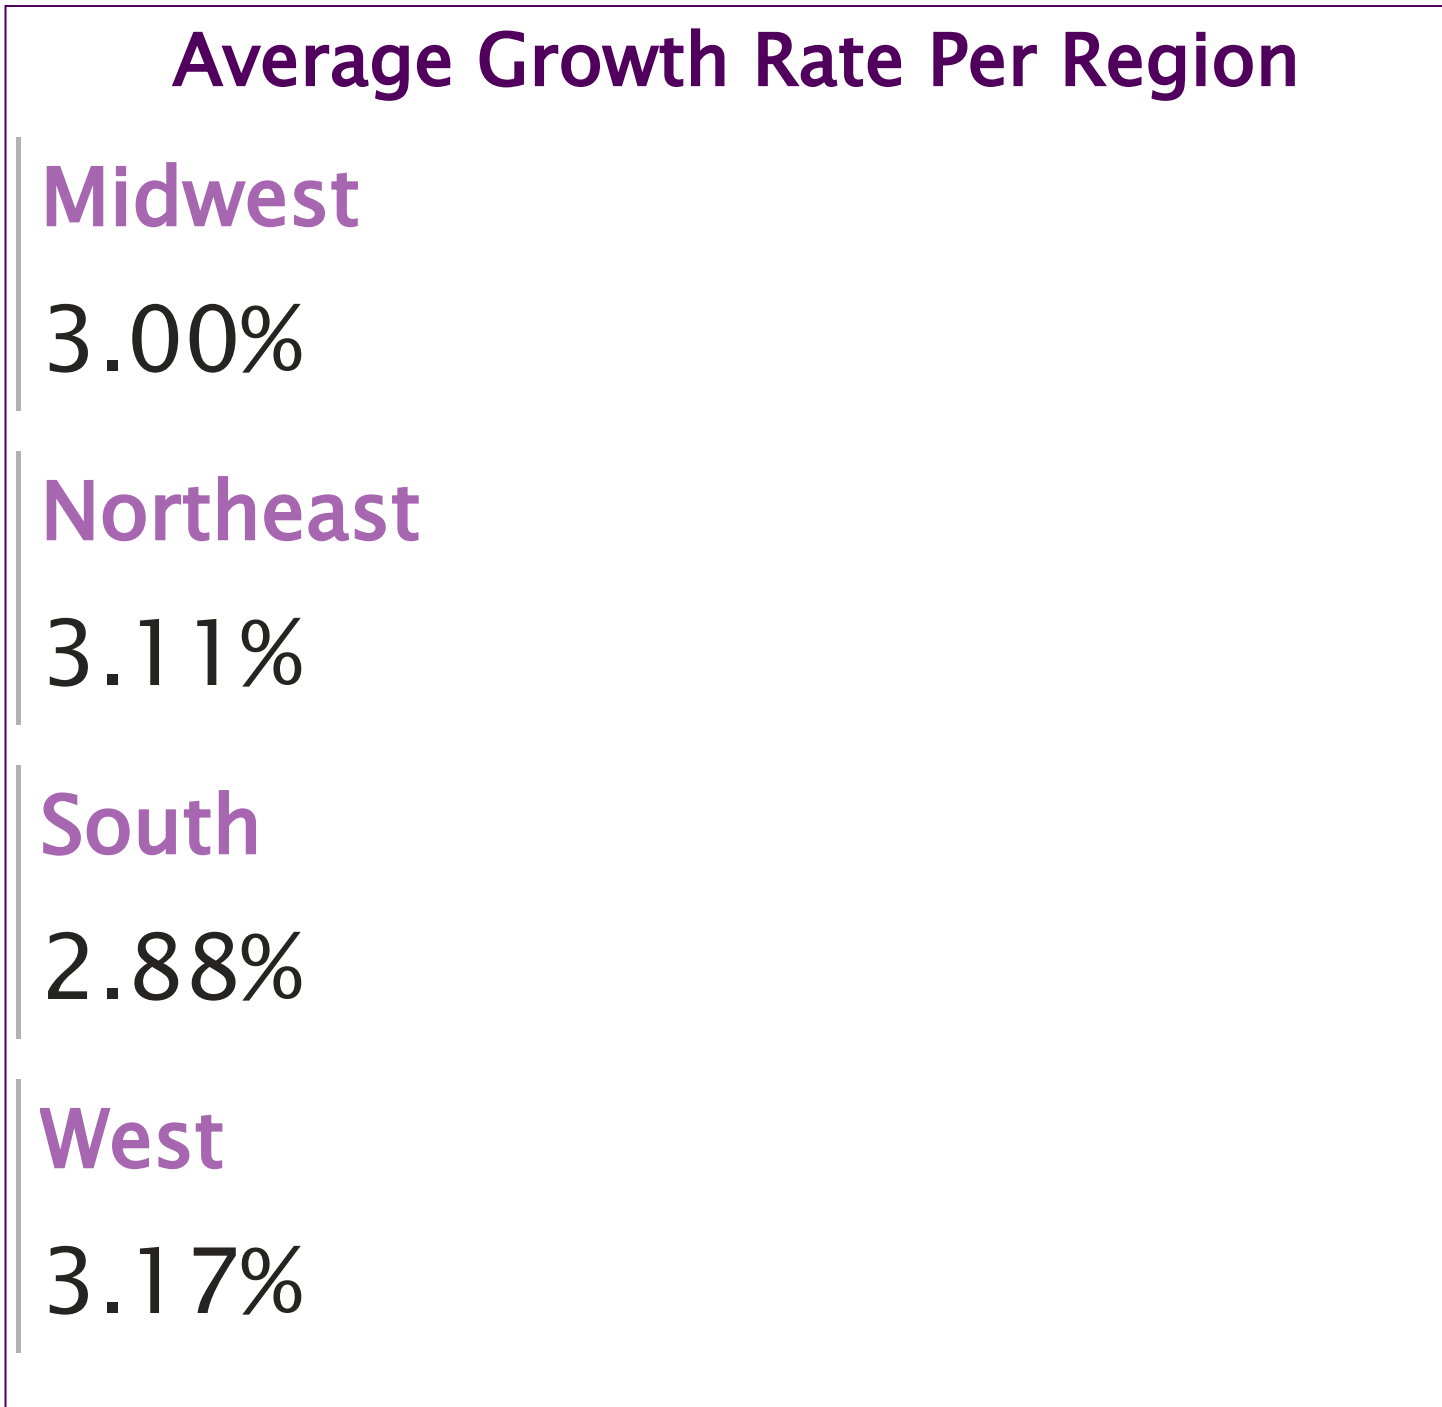 Average Growth Rate Per Region
Midwest
3.00%
Northeast
3.11%
South
2.88%
West
3.17%